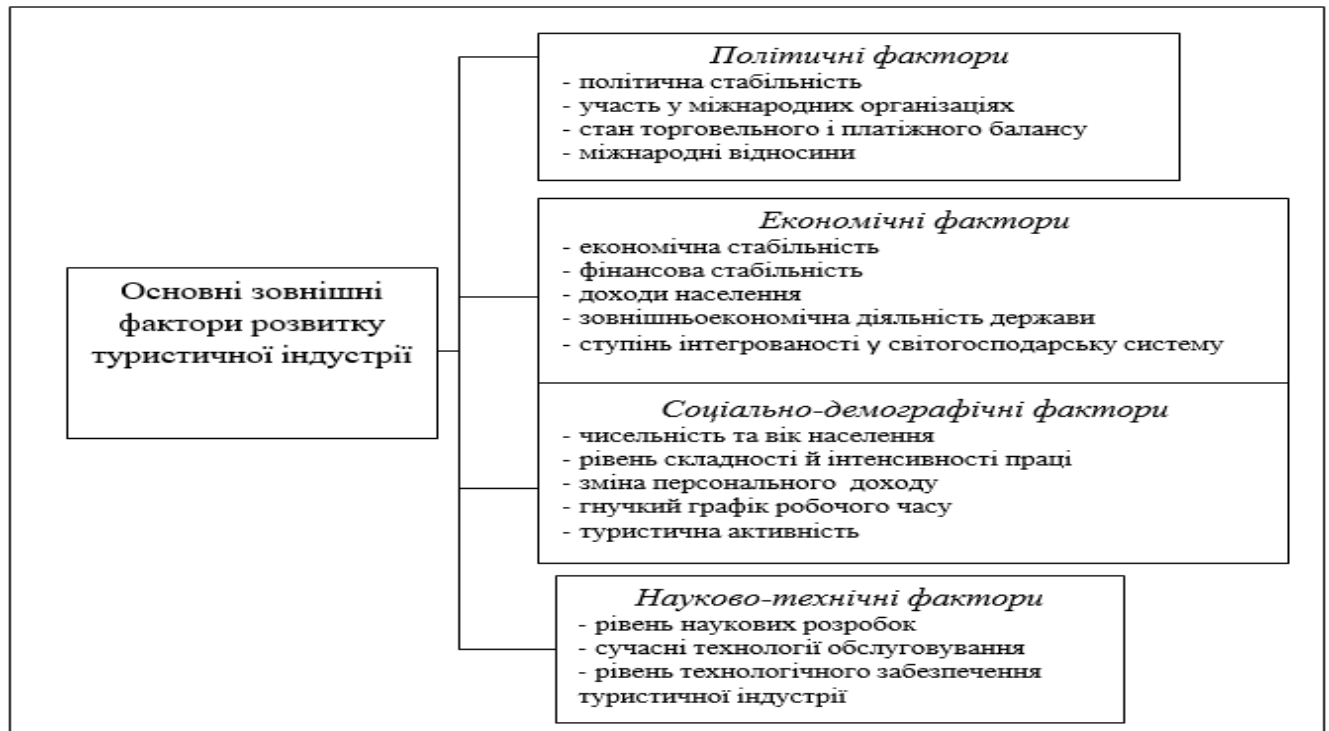 Основні зовнішні
фактори розвитку
туристичної індустрії
Політичні фактори
- політична стабільність
- участь у міжнародних організаціях
- стан торговельного і платіжного балансу
- міжнародні відносини
Економічні фактори
- економічна стабільність
- фінансова стабільність
- доходи населення
- зовнішньоекономічна діяльність держави
- ступінь інтегрованості у світогосподарську систему
Соціально-демографічні фактори
- чисельність та вік населення
- рівень складності й інтенсивності праці
- зміна персонального доходу
- гнучкий графік робочого часу
- туристична активність
Науково-технічні фактори
- рівень наукових розробок
- сучасні технології обслуговування
- рівень технологічного забезпечення
туристичної індустрії